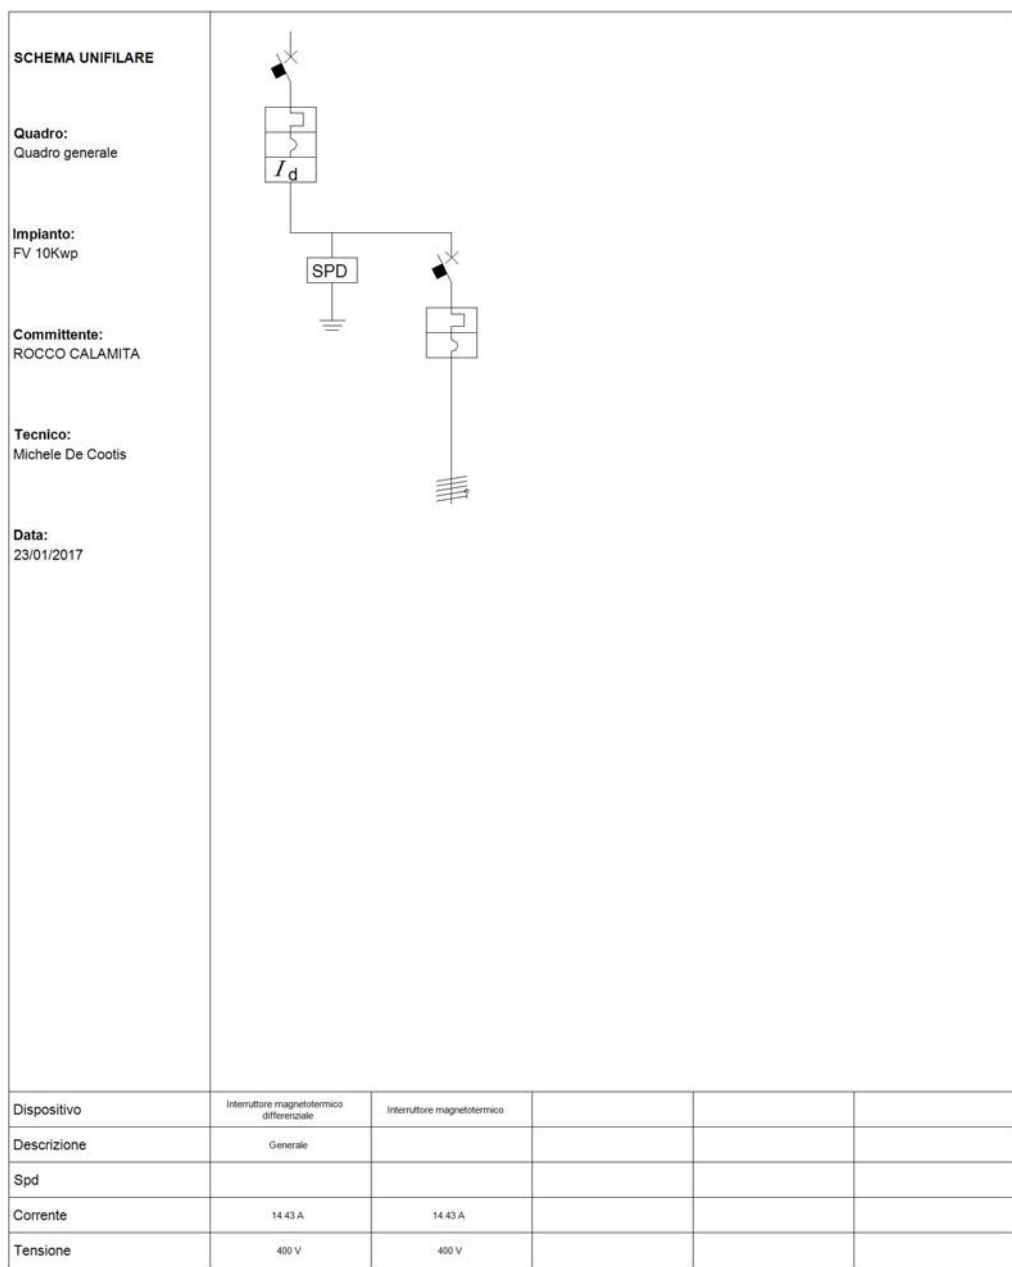 SCHEMA UNIFILARE
Quadro:
Quadro generale
Impianto:
FV 10Kwp
Committente:
ROCCO CALAMITA
Tecnico:
Michele De Cootis
Data:
23/01/2017
I d
SPD
Dispositivo
Interruttore magnetotermico
differenziale
Interruttore magnetotermico
Descrizione
Generale
Spd
Corrente
14.43 A
14.43 A
Tensione
400 V
400 V